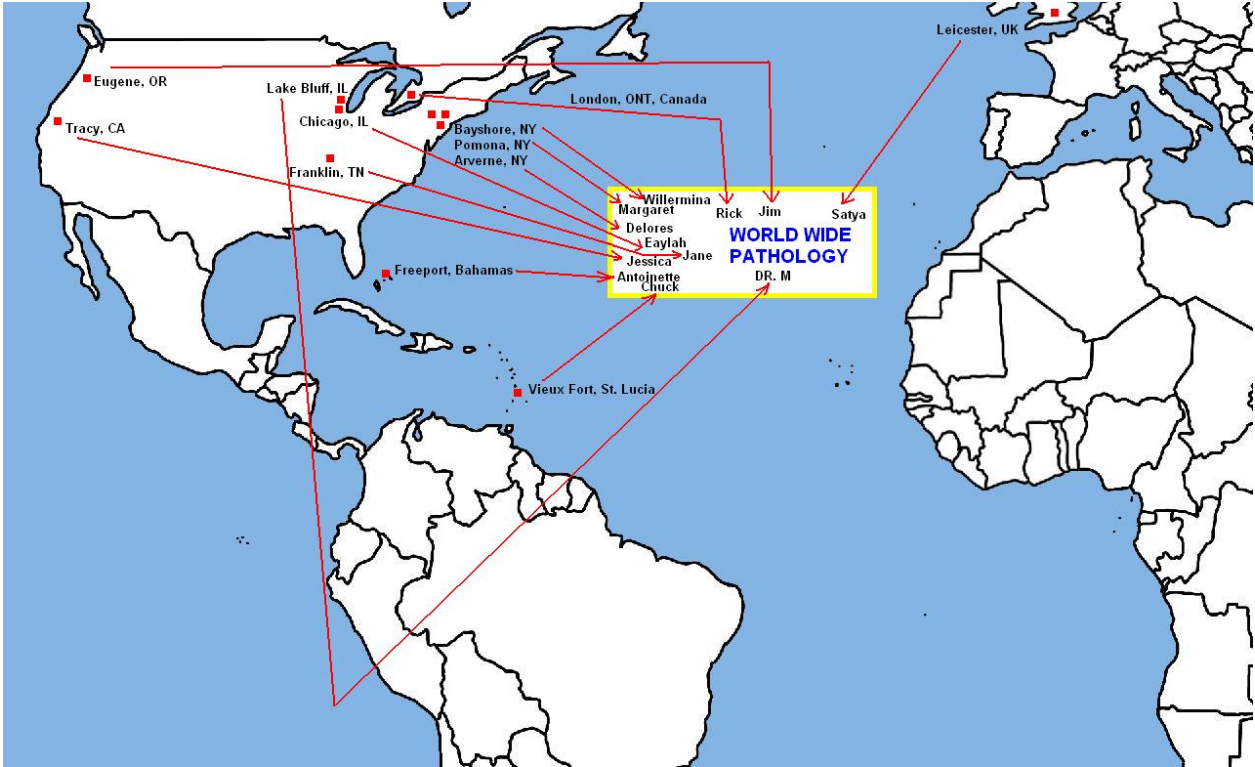 Leicester, UK
Eugene, OR
Lake Bluff, IL
London, ONT, Canada
Chicago, IL
Tracy, CA
Bayshore, NY
Pomona, NY
Arverne, NY
Franklin, TN
Willermina
Margaret
Rick
Jim
Satya
Delores
WORLD WIDE
PATHOLOGY
Eaylah
Jane
Jessica
Freeport, Bahamas
Antoinette
DR. M
Chuck
Vieux Fort, St. Lucia